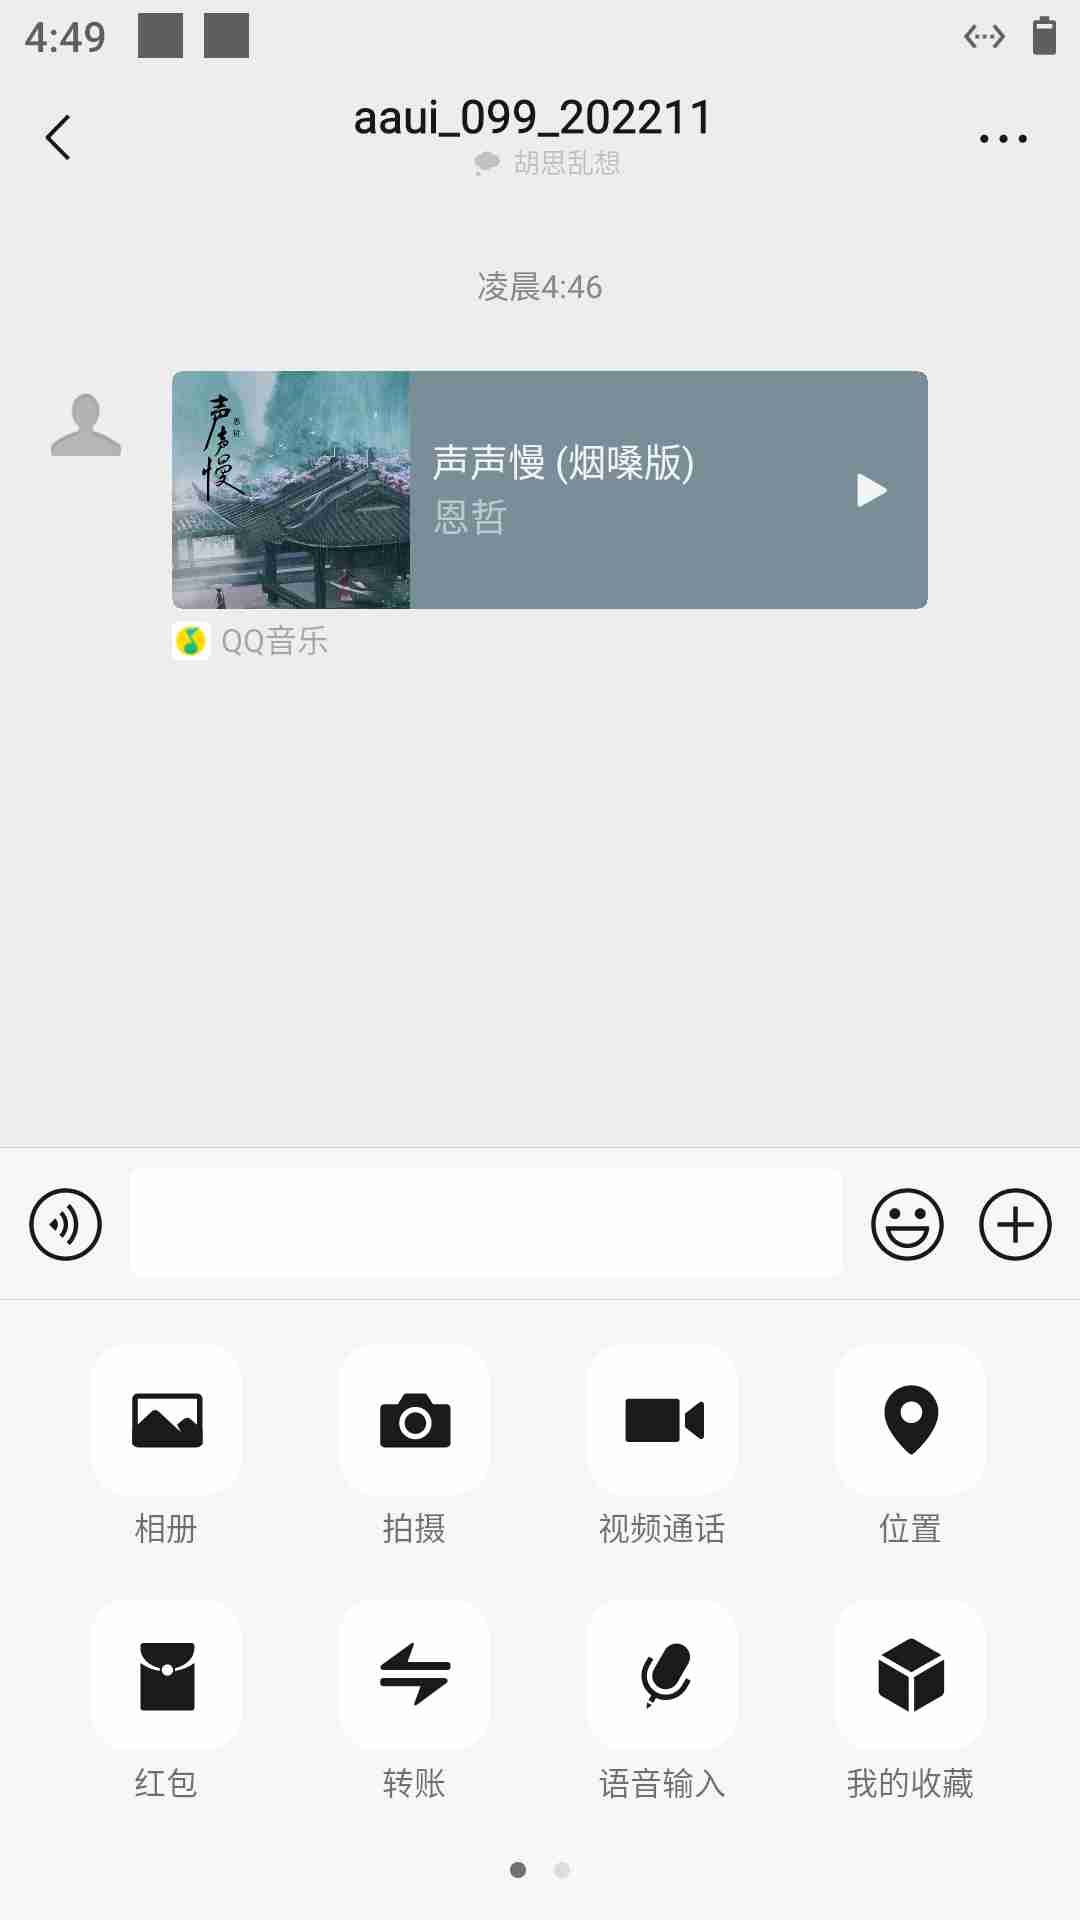 4:49
aaui_099_202211
胡思乱想
凌晨4:46
声声慢
恩哲
声声慢 (烟嗓版)
恩哲
QQ音乐
相册
拍摄
视频通话
位置
红包
转账
语音输入
我的收藏